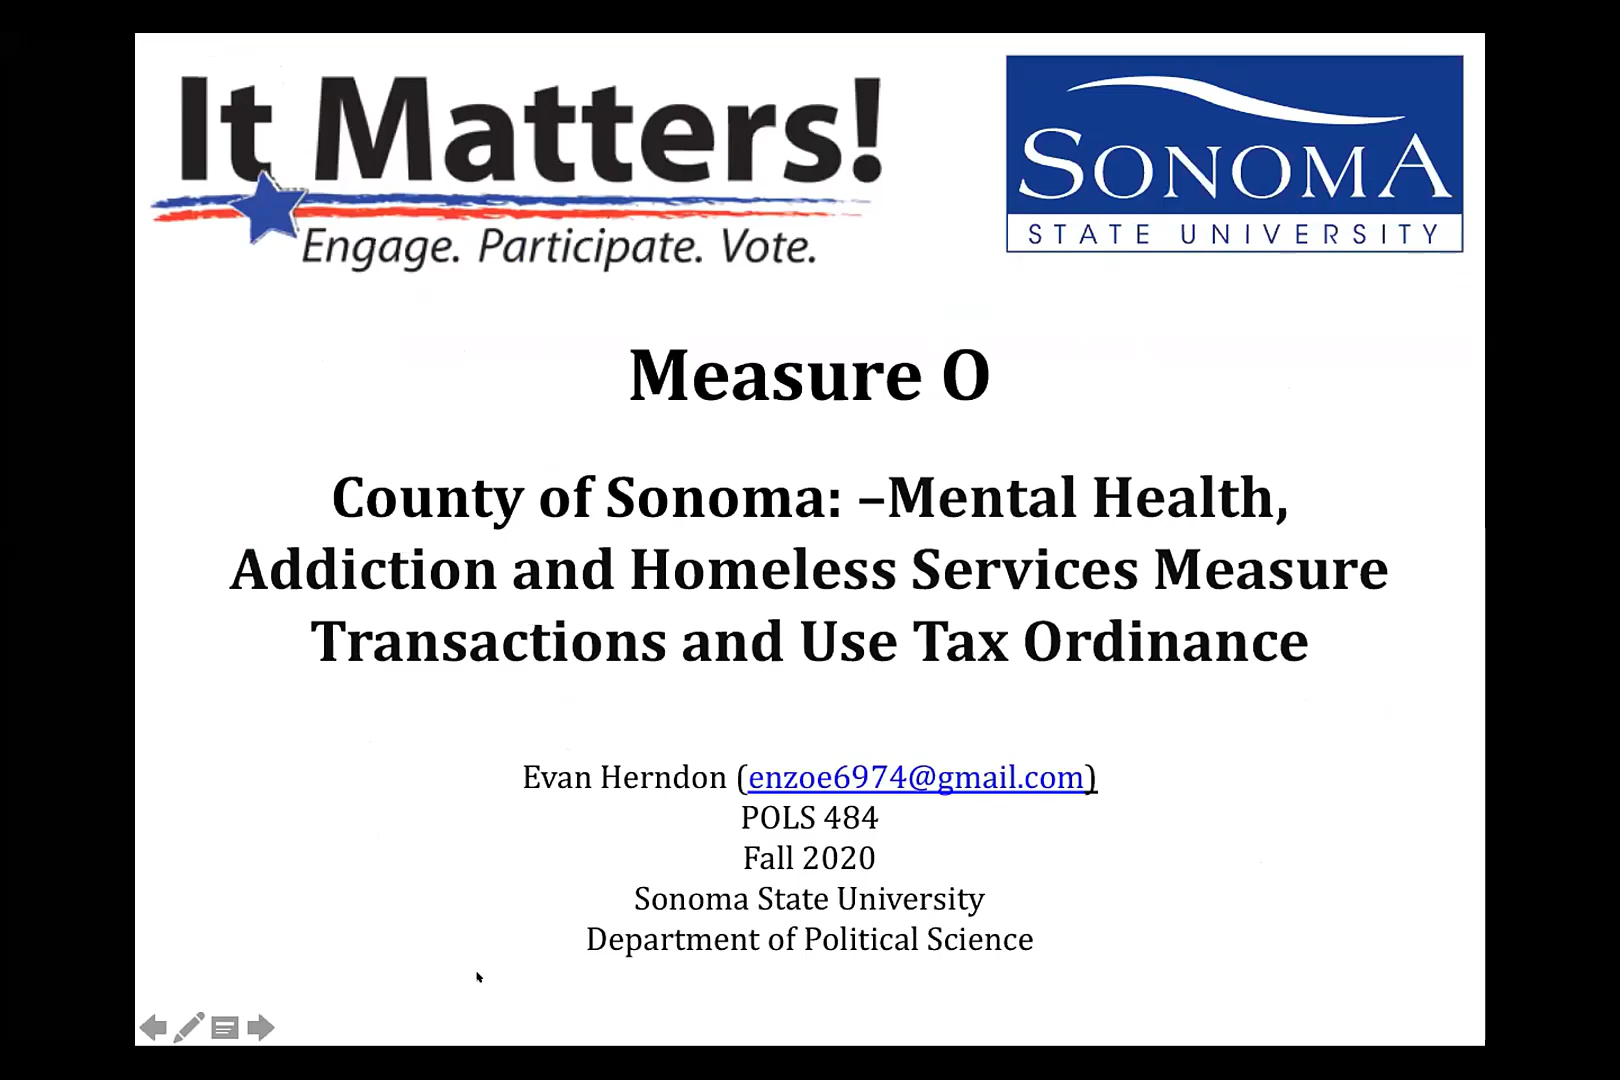 It Matters!
Engage. Participate. Vote.
SONOMA
STATE UNIVERSITY
Measure O
County of Sonoma: –Mental Health,
Addiction and Homeless Services Measure
Transactions and Use Tax Ordinance
Evan Herndon (enzoe6974@gmail.com)
POLS 484
Fall 2020
Sonoma State University
Department of Political Science